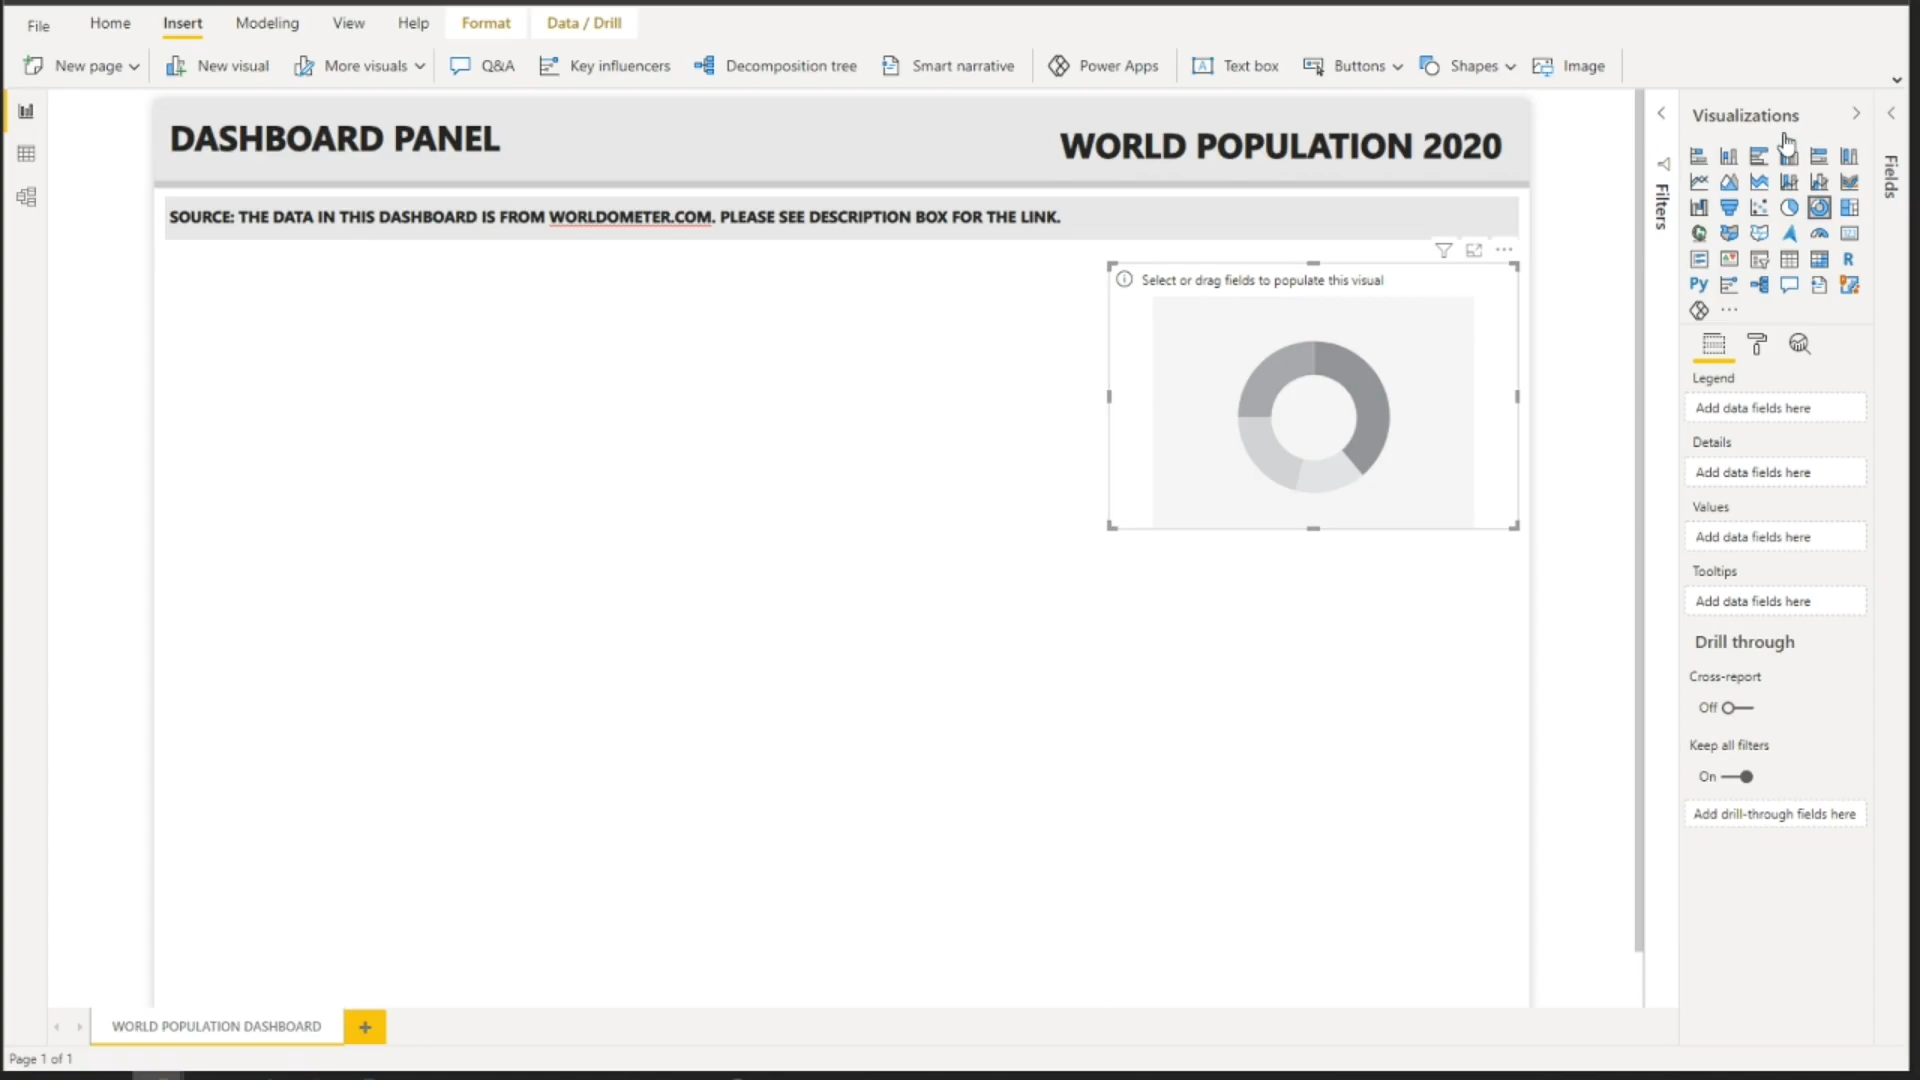 File Home Insert Modeling View Help Format Data / Drill
New page New visual More visuals Q&A Key influencers Decomposition tree Smart narrative Power Apps Text box Buttons Shapes Image
DASHBOARD PANEL
WORLD POPULATION 2020
SOURCE: THE DATA IN THIS DASHBOARD IS FROM WORLDOMETER.COM. PLEASE SEE DESCRIPTION BOX FOR THE LINK.
Select or drag fields to populate this visual
Filters
Visualizations
R
Py
Legend
Add data fields here
Details
Add data fields here
Values
Add data fields here
Tooltips
Add data fields here
Drill through
Cross-report
Off
Keep all filters
On
Add drill-through fields here
Fields
WORLD POPULATION DASHBOARD
Page 1 of 1